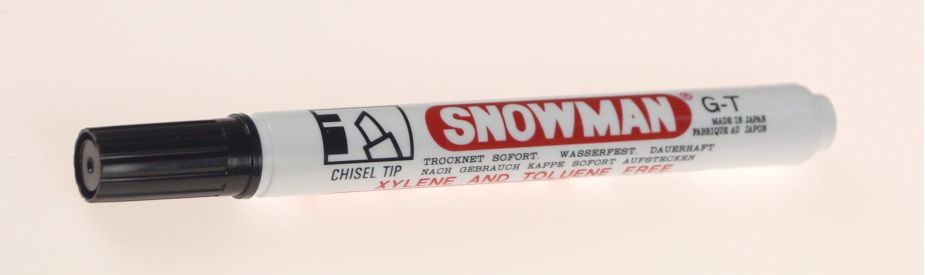 CHISEL TIP
SNOWMAN®
G-T
MADE IN JAPAN
FABRIQUE AU JAPON
TROCKNET SOFORT. WASSERFEST. DAUERHAFT
NACH GEBRAUCH KAPPE SOFORT AUFSTECKEN
XYLENE AND TOLUENE FREE